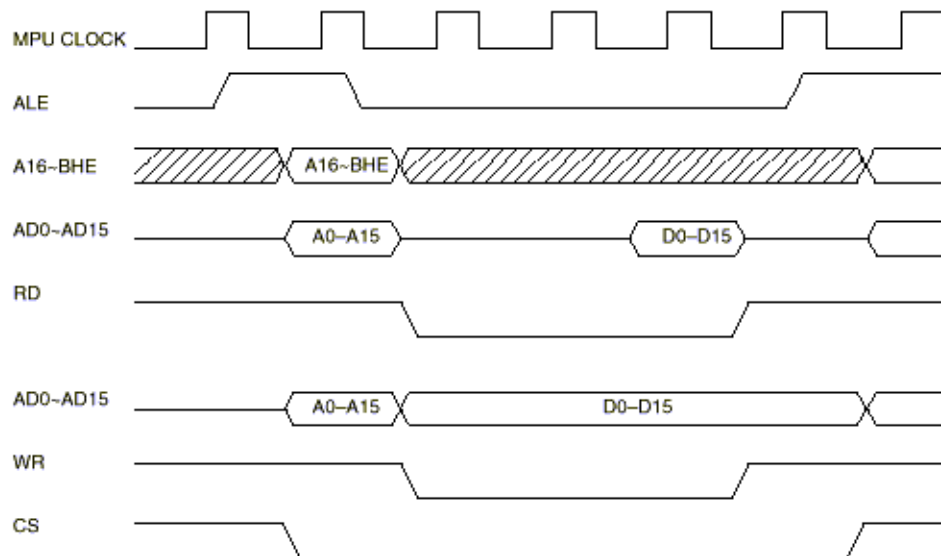 MPU CLOCK
ALE
A16~BHE A16~BHE
AD0~AD15 A0–A15 D0–D15
RD
AD0~AD15 A0–A15 D0–D15
WR
CS